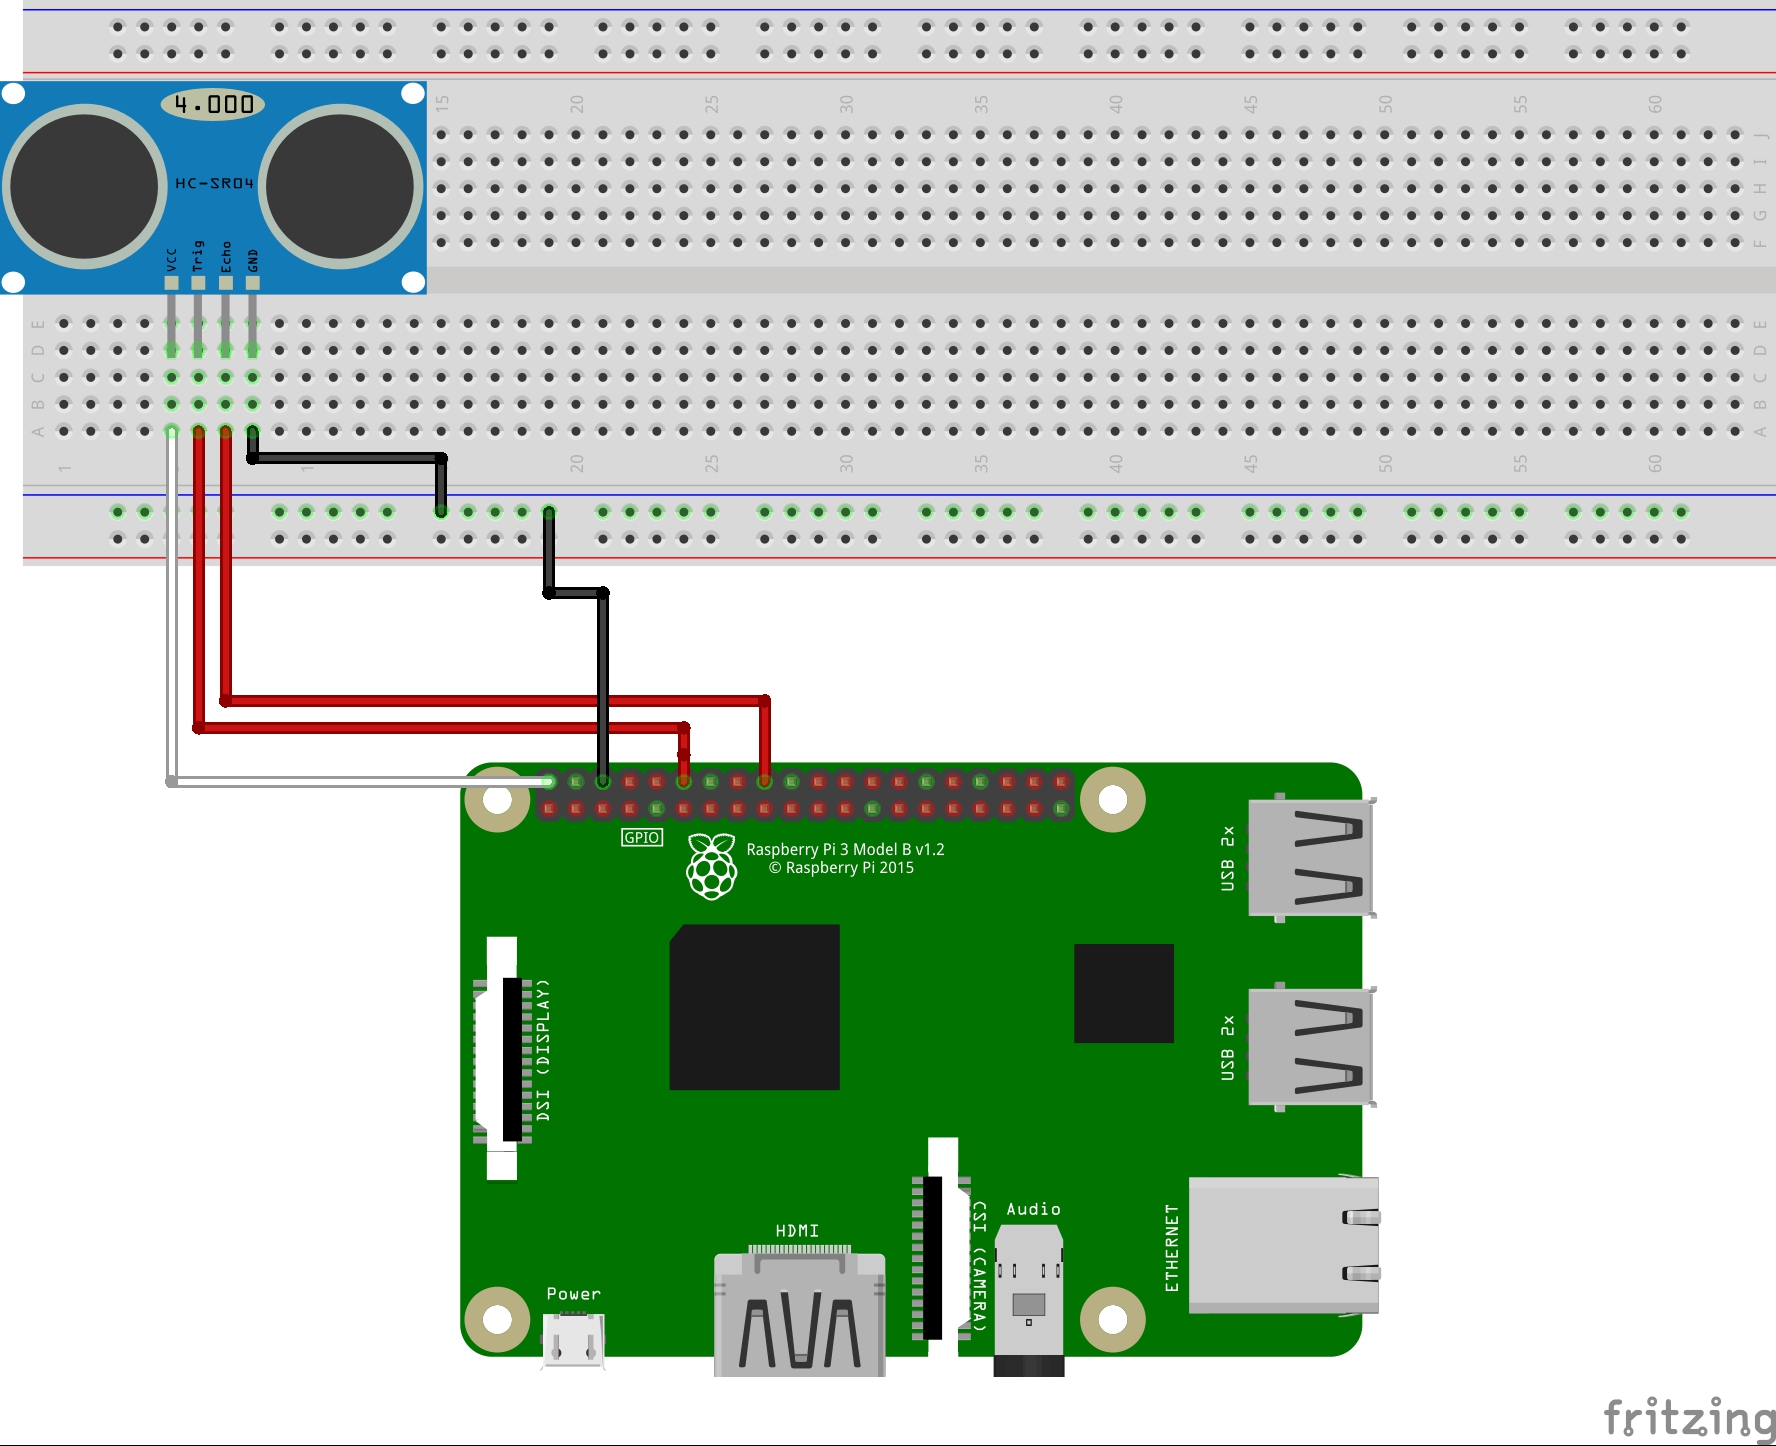 4.000
HC-SR04
VCC Trig Echo GND
15 20 25 30 35 40 45 50 55 60
J
I
H
G
F
E E
D D
C C
B B
A A
1 1 20 25 30 35 40 45 50 55 60
GPIO
Raspberry Pi 3 Model B v1.2
© Raspberry Pi 2015
USB 2x
DSI (DISPLAY)
USB 2x
CSI (CAMERA)
Audio
ETHERNET
HDMI
Power
fritzing